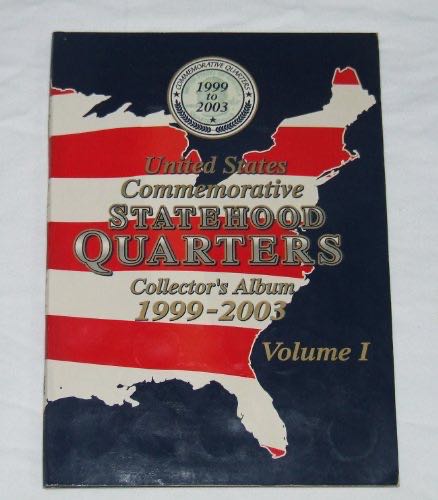 COMMEMORATIVE QUARTERS
1999
to
2003
United States
Commemorative
STATEHOOD
QUARTERS
Collector's Album
1999-2003
Volume I